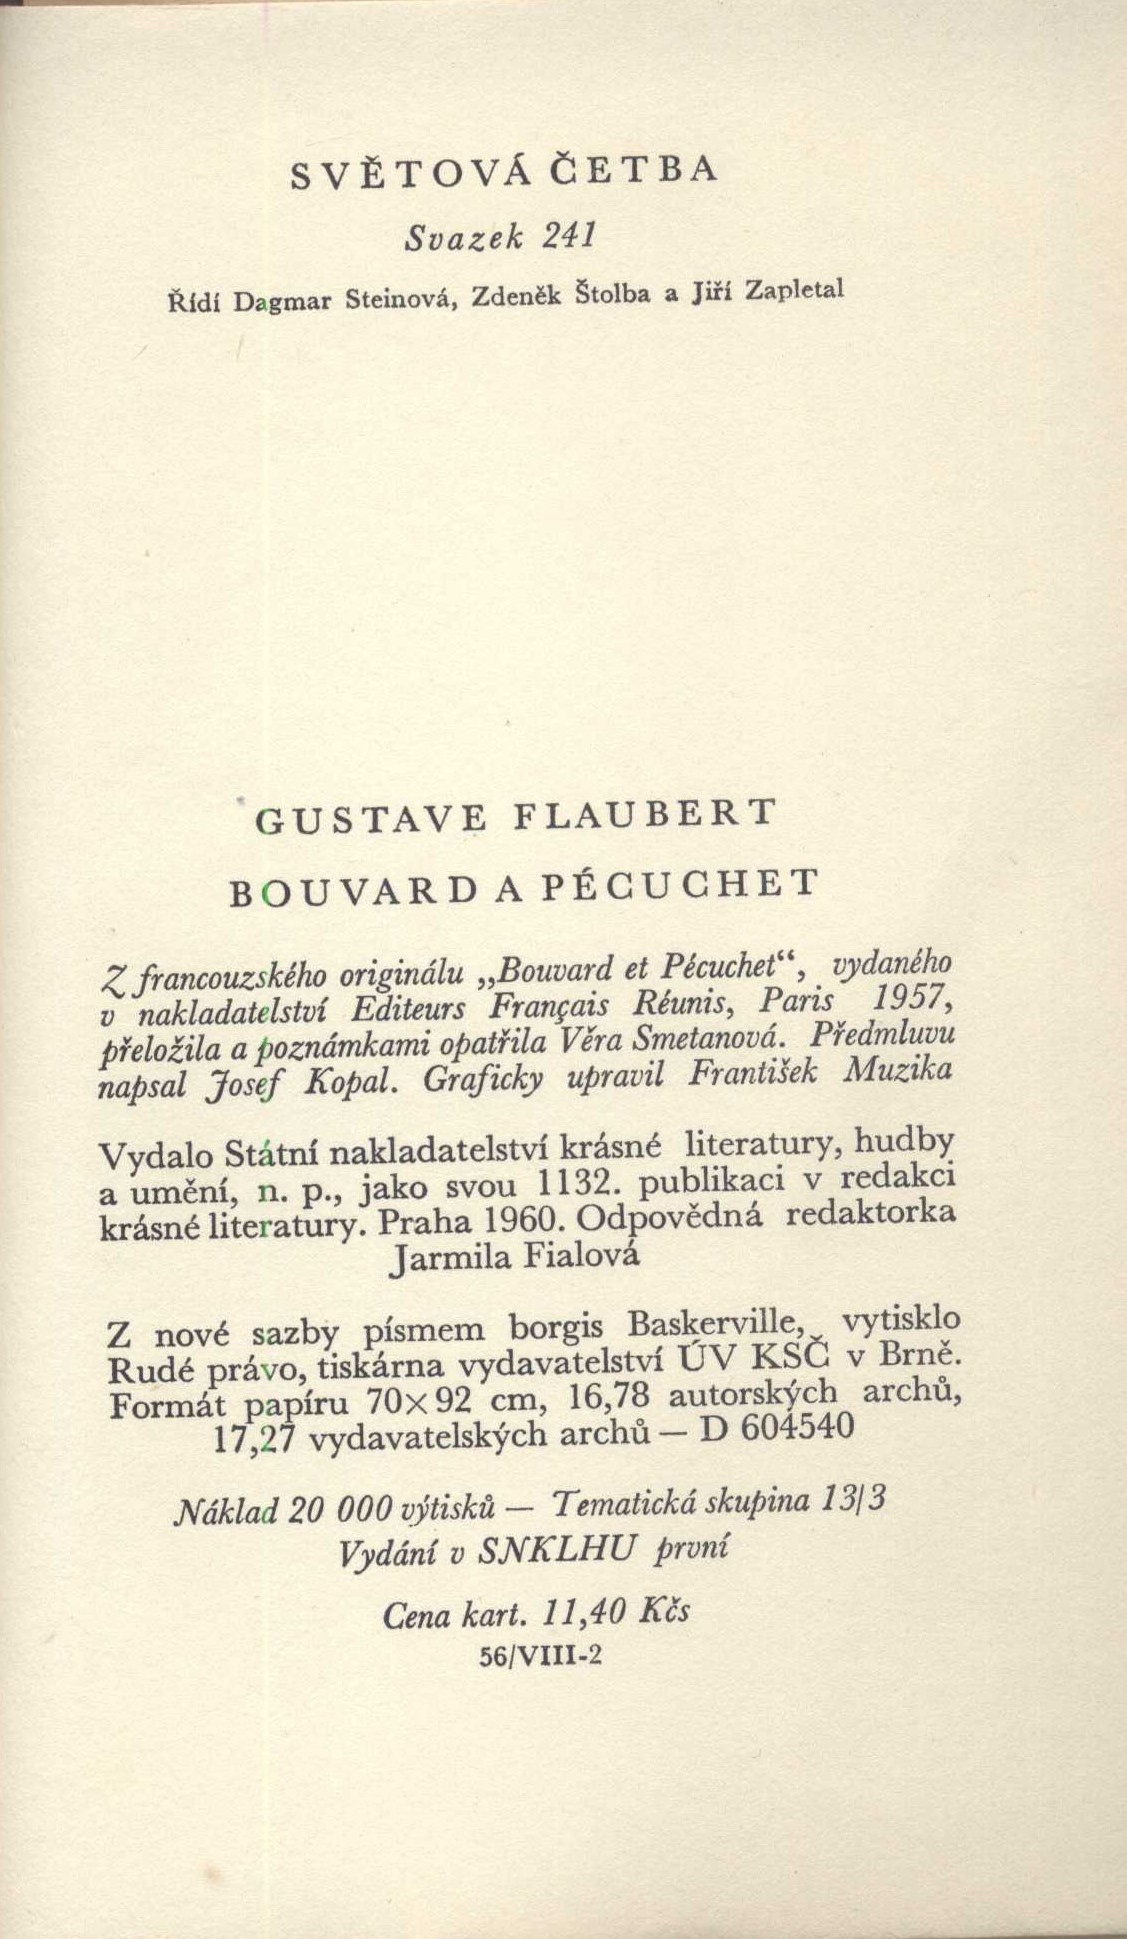 SVĚTOVÁ ČETBA
Svazek 241
Řídí Dagmar Steinová, Zdeněk Štolba a Jiří Zapletal
GUSTAVE FLAUBERT
BOUVARD A PÉCUCHET
Z francouzského originálu „Bouvard et Pécuchet“, vydaného
v nakladatelství Editeurs Français Réunis, Paris 1957,
přeložila a poznámkami opatřila Věra Smetanová. Předmluvu
napsal Josef Kopal. Graficky upravil František Muzika
Vydalo Státní nakladatelství krásné literatury, hudby
a umění, n. p., jako svou 1132. publikaci v redakci
krásné literatury. Praha 1960. Odpovědná redaktorka
Jarmila Fialová
Z nové sazby písmem borgis Baskerville, vytisklo
Rudé právo, tiskárna vydavatelství ÚV KSČ v Brně.
Formát papíru 70×92 cm, 16,78 autorských archů,
17,27 vydavatelských archů — D 604540
Náklad 20 000 výtisků — Tematická skupina 13/3
Vydání v SNKLHU první
Cena kart. 11,40 Kčs
56/VIII-2